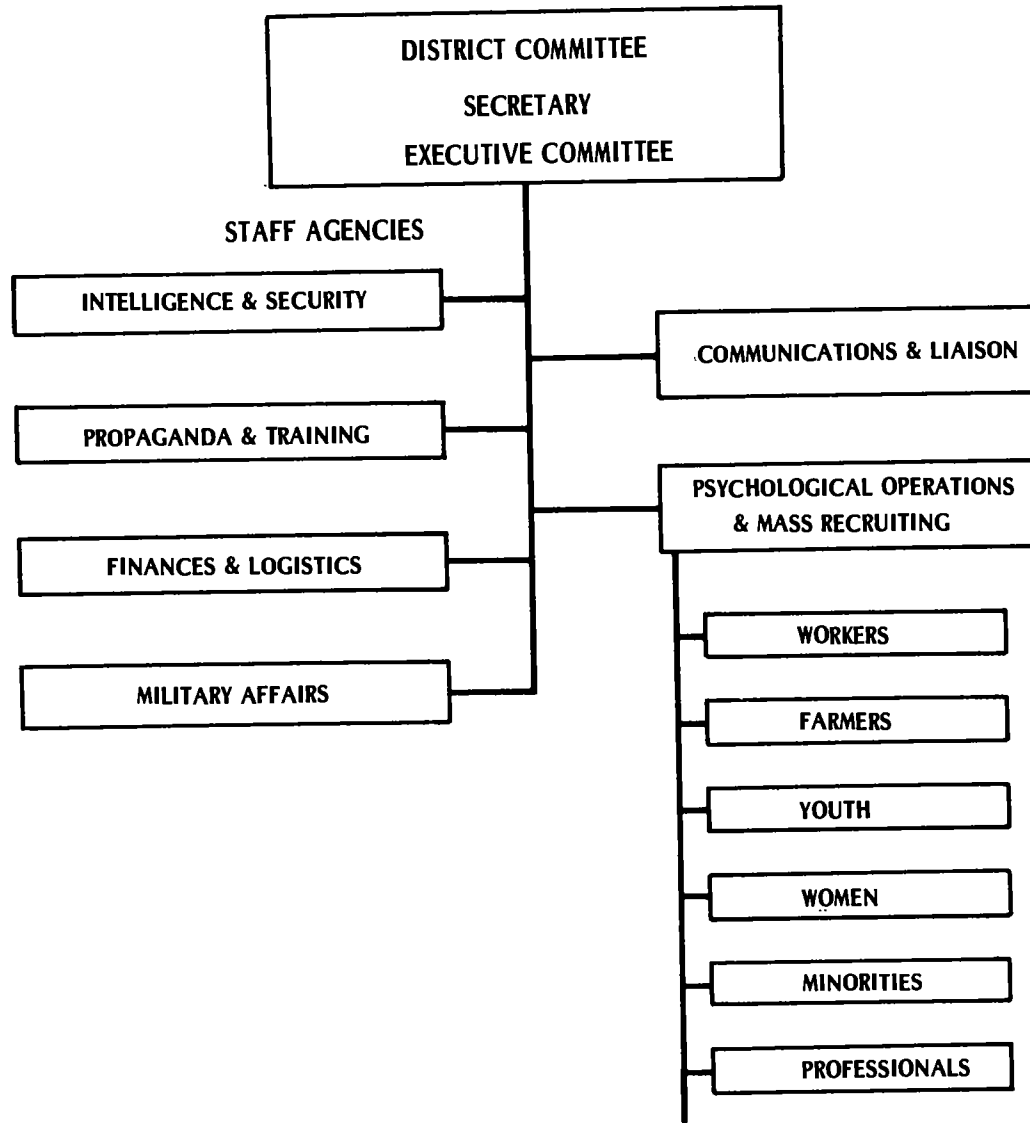 DISTRICT COMMITTEE
SECRETARY
EXECUTIVE COMMITTEE
STAFF AGENCIES
INTELLIGENCE & SECURITY
PROPAGANDA & TRAINING
FINANCES & LOGISTICS
MILITARY AFFAIRS
COMMUNICATIONS & LIAISON
PSYCHOLOGICAL OPERATIONS
& MASS RECRUITING
WORKERS
FARMERS
YOUTH
WOMEN
MINORITIES
PROFESSIONALS